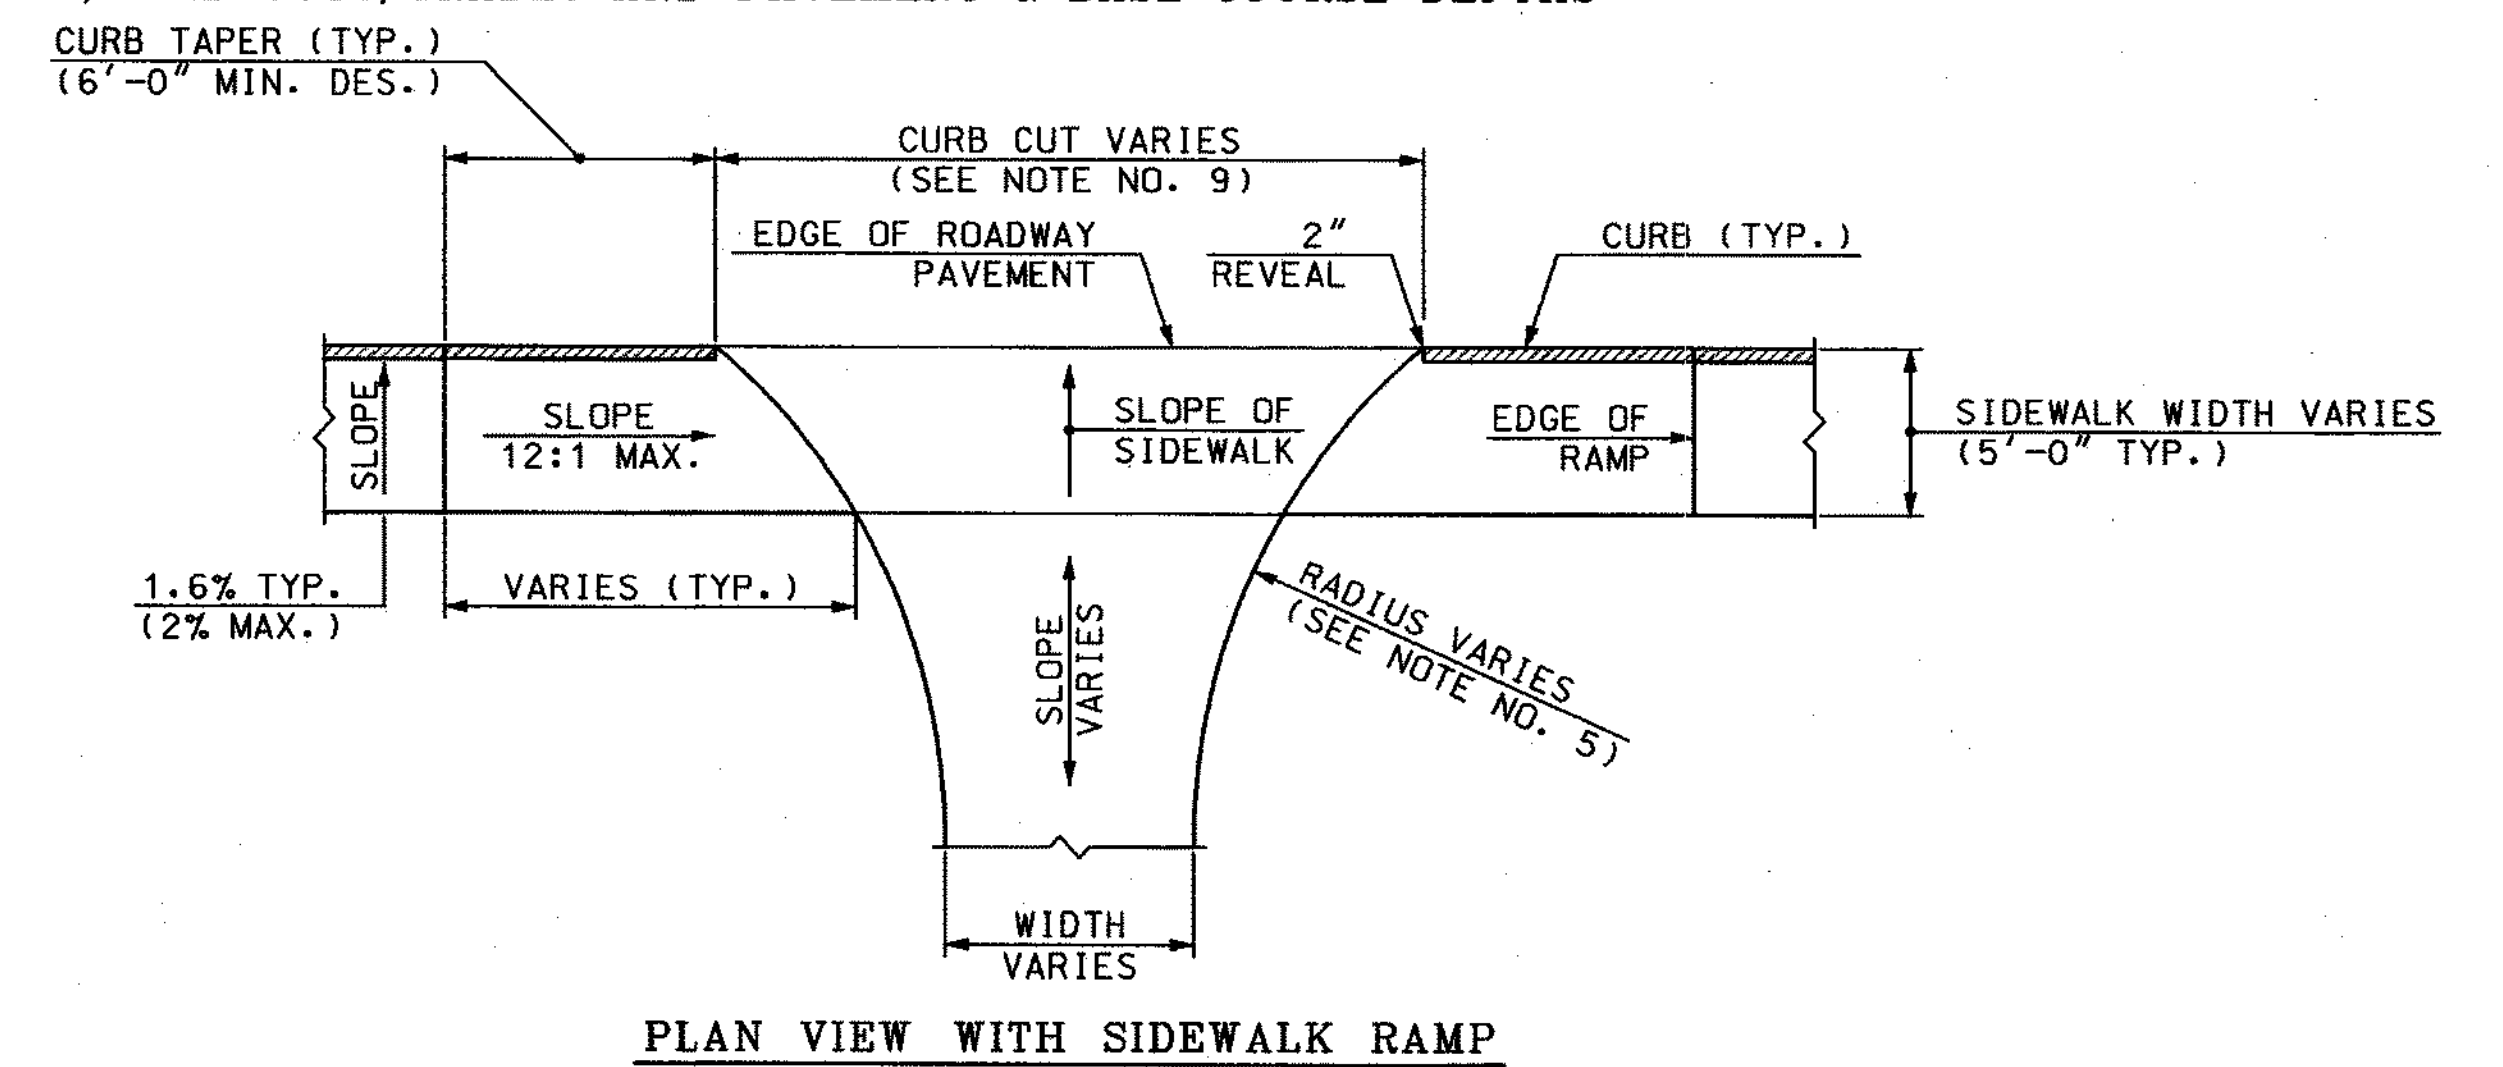 CURB TAPER (TYP.)
(6'-0" MIN. DES.)
CURB CUT VARIES
(SEE NOTE NO. 9)
EDGE OF ROADWAY
PAVEMENT
2"
REVEAL
CURB (TYP.)
SLOPE
SLOPE
12:1 MAX.
SLOPE OF
SIDEWALK
EDGE OF
RAMP
SIDEWALK WIDTH VARIES
(5'-0" TYP.)
1.6% TYP.
(2% MAX.)
VARIES (TYP.)
SLOPE
VARIES
RADIUS VARIES
(SEE NOTE NO. 5)
WIDTH
VARIES
PLAN VIEW WITH SIDEWALK RAMP